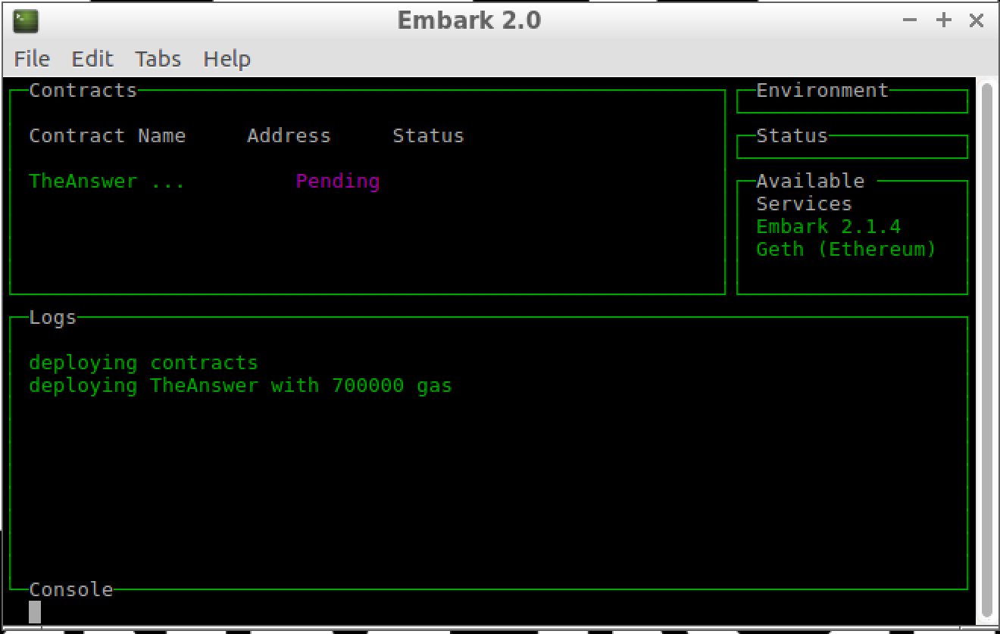 Embark 2.0
File Edit Tabs Help
Contracts
Contract Name Address Status
TheAnswer ... Pending
Environment
Status
Available
Services
Embark 2.1.4
Geth (Ethereum)
Logs
deploying contracts
deploying TheAnswer with 700000 gas
Console